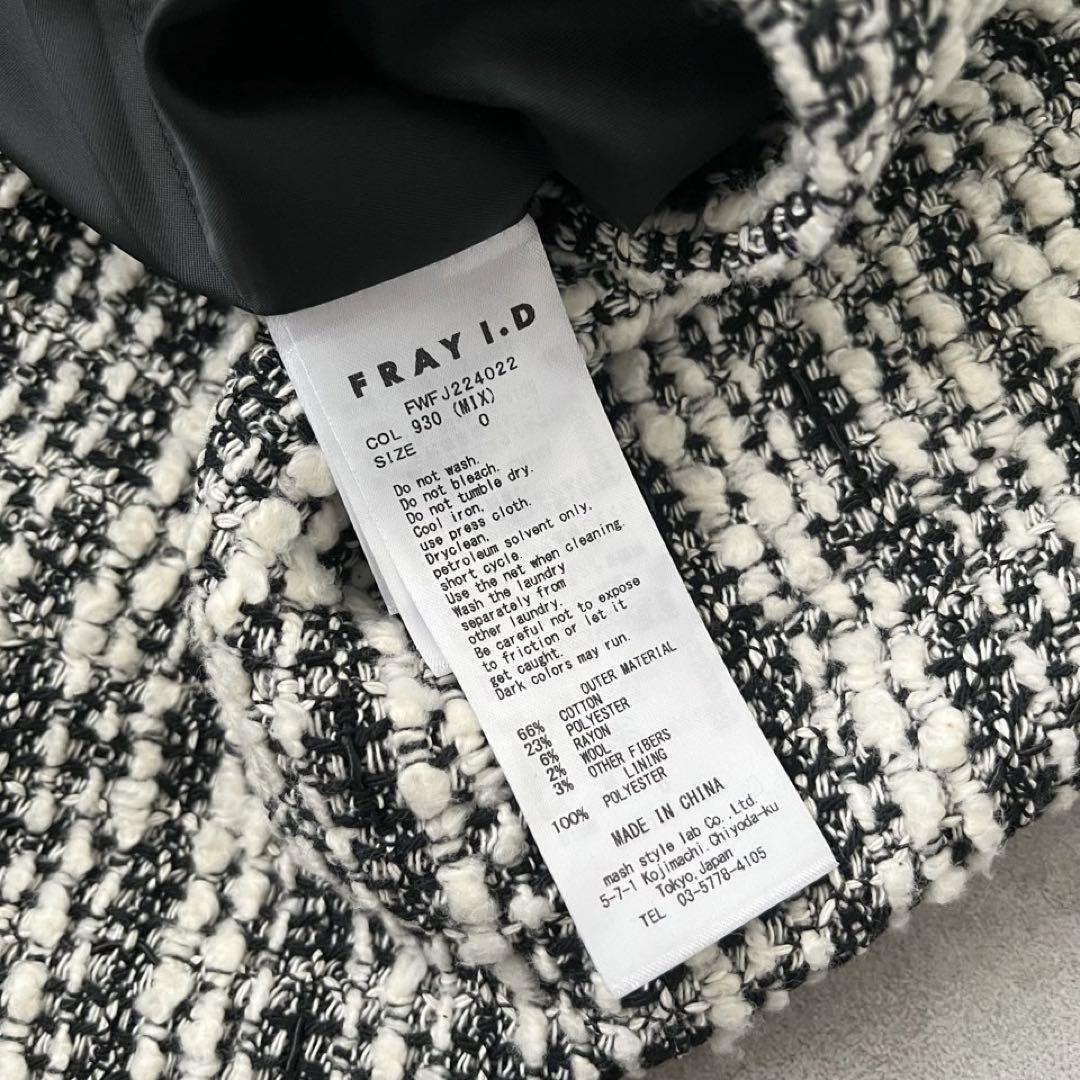 FRAY I.D
FWFJ224022
COL 930 (MIX)
SIZE 0
Do not wash.
Do not bleach.
Do not tumble dry.
Cool iron,
use press cloth.
Dryclean,
petroleum solvent only,
short cycle.
Use the net when cleaning.
Wash the laundry
separately from
other laundry.
Be careful not to expose
to friction or let it
get caught.
Dark colors may run.
OUTER MATERIAL
66% COTTON
23% POLYESTER
6% RAYON
2% WOOL
3% OTHER FIBERS
LINING
100% POLYESTER
MADE IN CHINA
mash style lab Co., Ltd.
5-7-1 Kojimachi, Chiyoda-ku
Tokyo, Japan
TEL 03-5778-4105